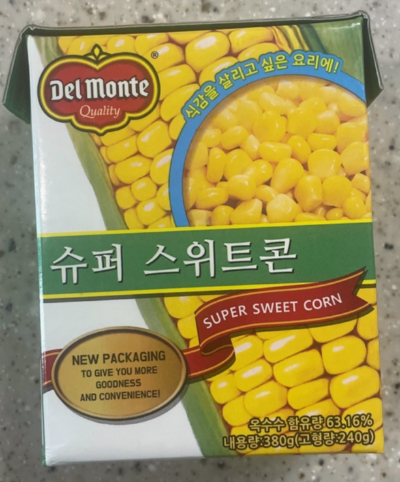 Del Monte®
Quality
식감을 살리고 싶은 요리에!
슈퍼 스위트콘
SUPER SWEET CORN
NEW PACKAGING
TO GIVE YOU MORE
GOODNESS
AND CONVENIENCE!
옥수수 함유량 63.16%
내용량:380g(고형량:240g)